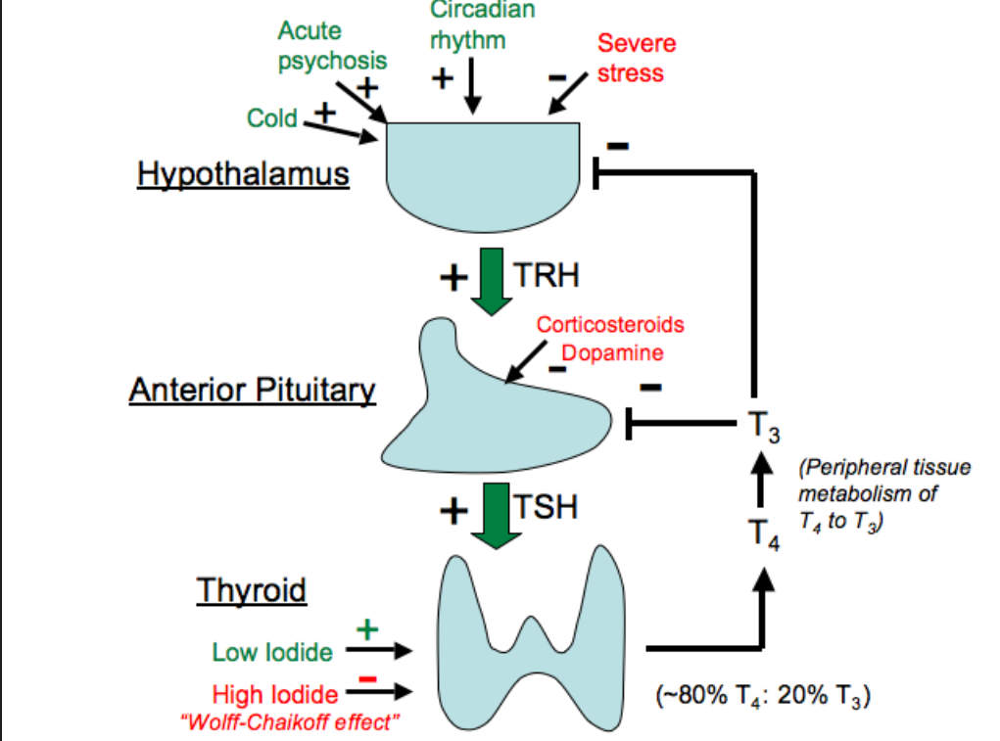 Circadian
rhythm
Acute
psychosis
Severe
stress
+
+
-
Cold
+
Hypothalamus
-
+
TRH
Corticosteroids
Dopamine
-
Anterior Pituitary
-
T₃
(Peripheral tissue
metabolism of
T₄ to T₃)
+
TSH
T₄
Thyroid
+
Low Iodide
-
High Iodide
"Wolff-Chaikoff effect"
(~80% T₄: 20% T₃)